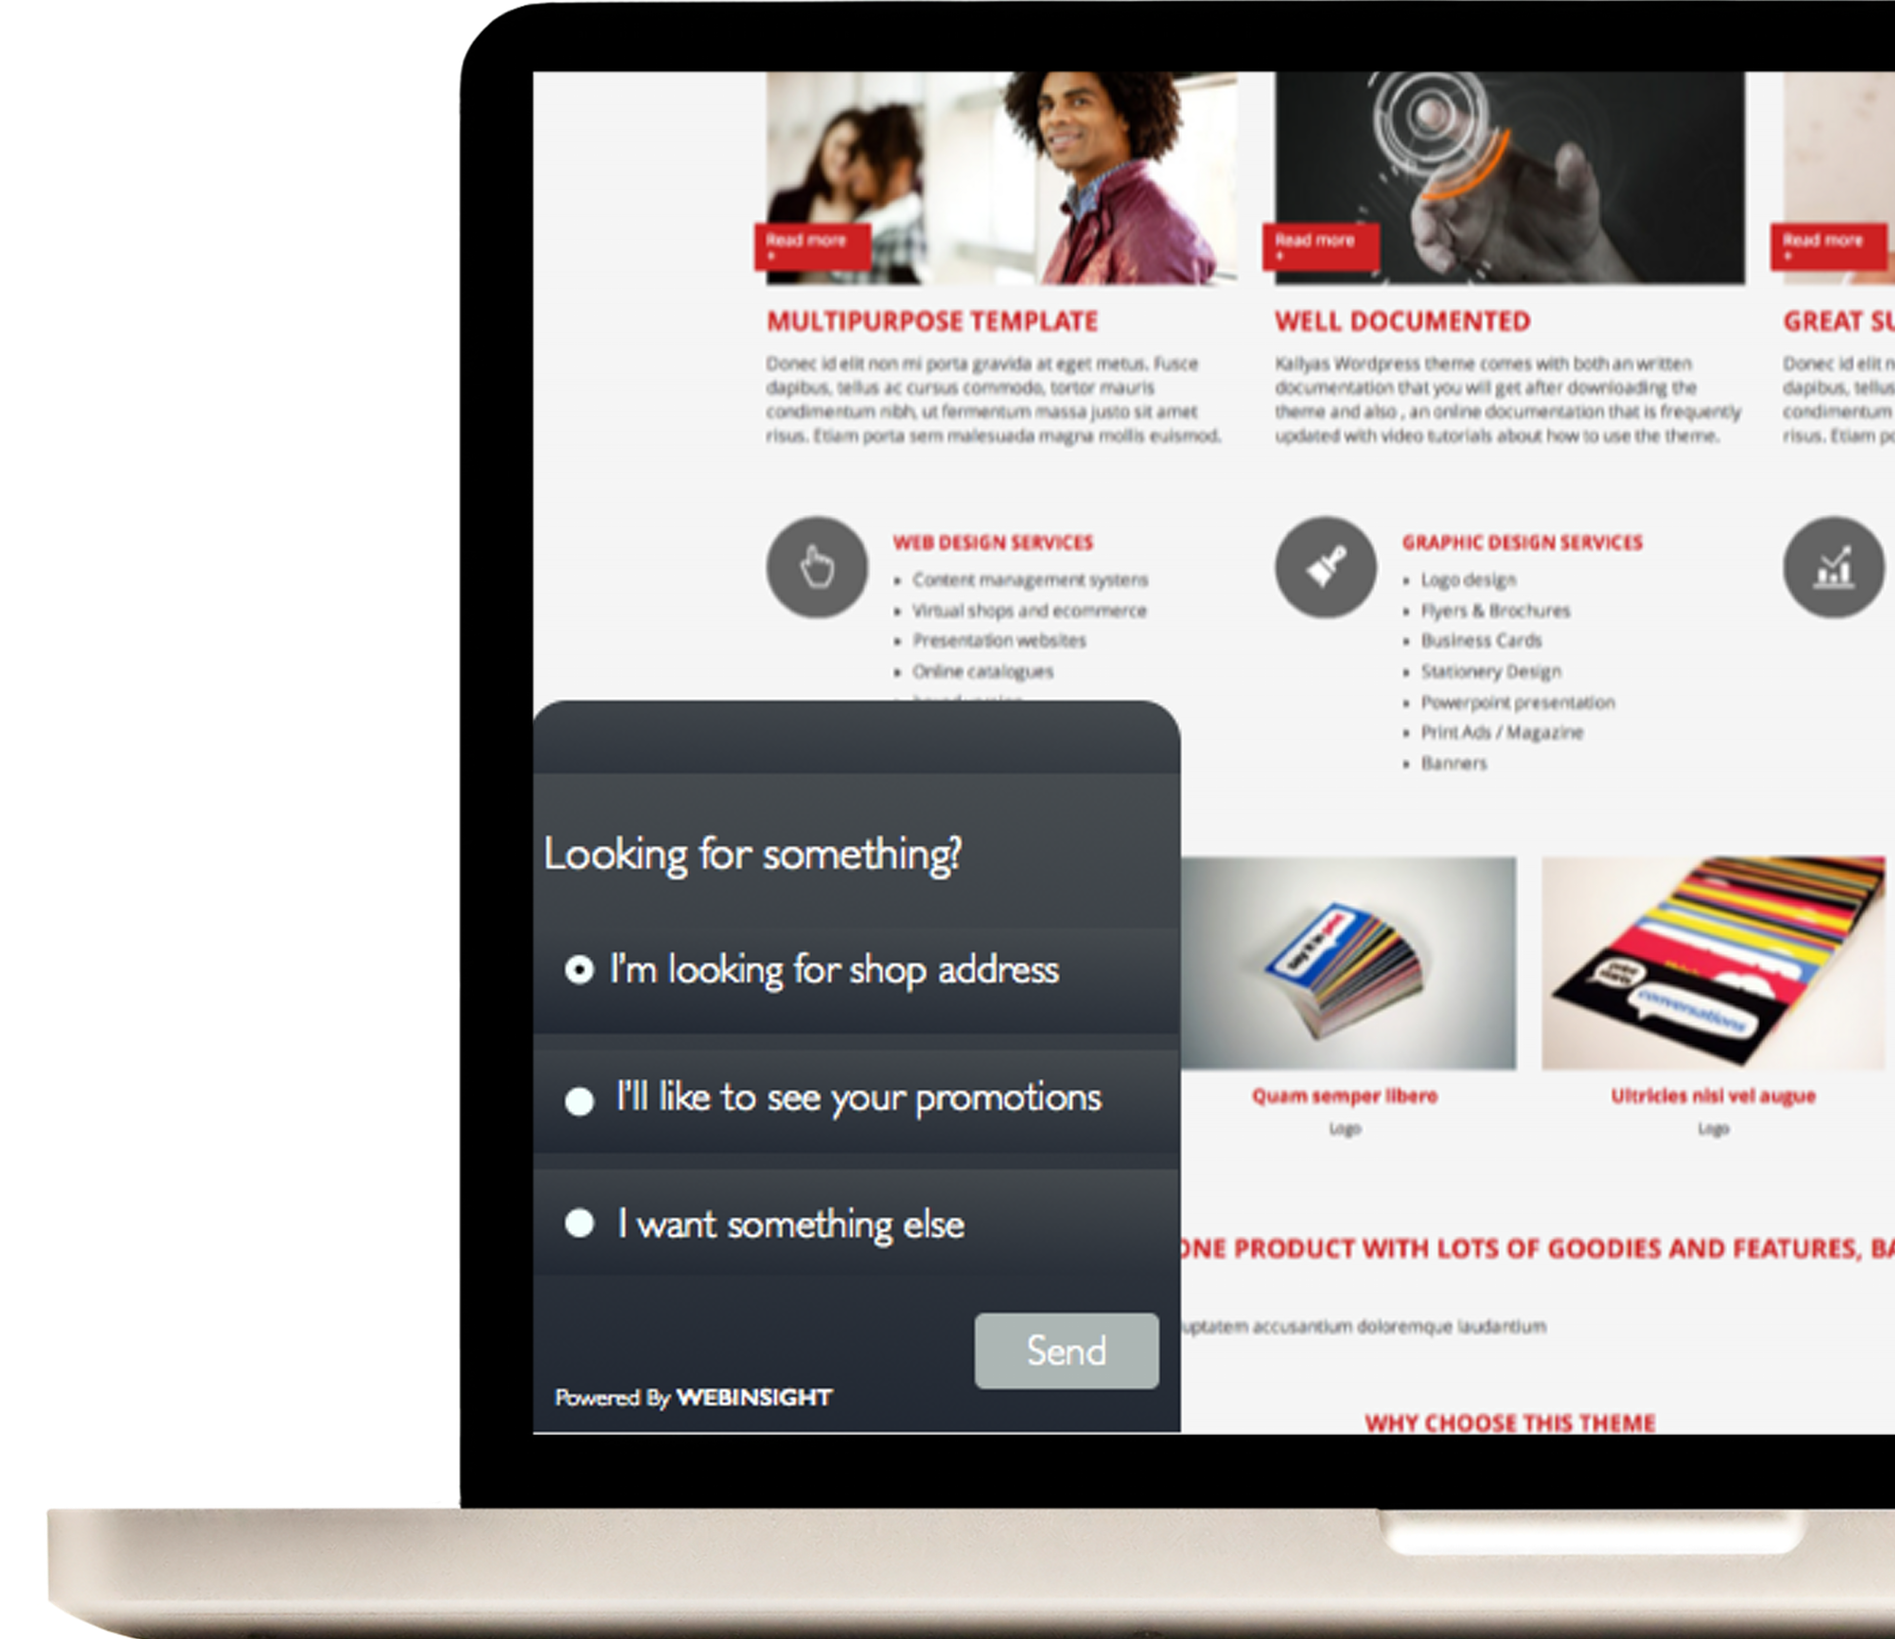 Read more
+
Read more
+
Read more
+
MULTIPURPOSE TEMPLATE
Donec id elit non mi porta gravida at eget metus. Fusce
dapibus, tellus ac cursus commodo, tortor mauris
condimentum nibh, ut fermentum massa justo sit amet
risus. Etiam porta sem malesuada magna mollis euismod.
WELL DOCUMENTED
Kallyas Wordpress theme comes with both an written
documentation that you will get after downloading the
theme and also , an online documentation that is frequently
updated with video tutorials about how to use the theme.
GREAT SU
Donec id elit n
dapibus, tellus
condimentum
risus. Etiam po
WEB DESIGN SERVICES
Content management systens
Virtual shops and ecommerce
Presentation websites
Online catalogues
GRAPHIC DESIGN SERVICES
Logo design
Flyers & Brochures
Business Cards
Stationery Design
Powerpoint presentation
Print Ads / Magazine
Banners
Looking for something?
I'm looking for shop address
I'll like to see your promotions
I want something else
Send
Powered By WEBINSIGHT
conversations
Quam semper libero
Logo
Ultricies nisi vel augue
Logo
ONE PRODUCT WITH LOTS OF GOODIES AND FEATURES, BA
uptatem accusantium doloremque laudantium
WHY CHOOSE THIS THEME